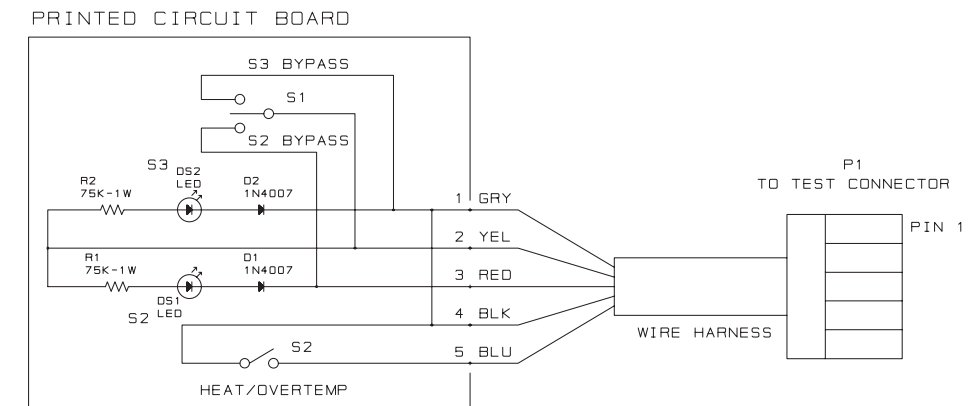 PRINTED CIRCUIT BOARD
S3 BYPASS
S1
S2 BYPASS
S3
DS2
LED
R2
75K-1W
D2
1N4007
1 GRY
2 YEL
R1
75K-1W
D1
1N4007
3 RED
DS1
LED
S2
4 BLK
S2
5 BLU
HEAT/OVERTEMP
WIRE HARNESS
P1
TO TEST CONNECTOR
PIN 1